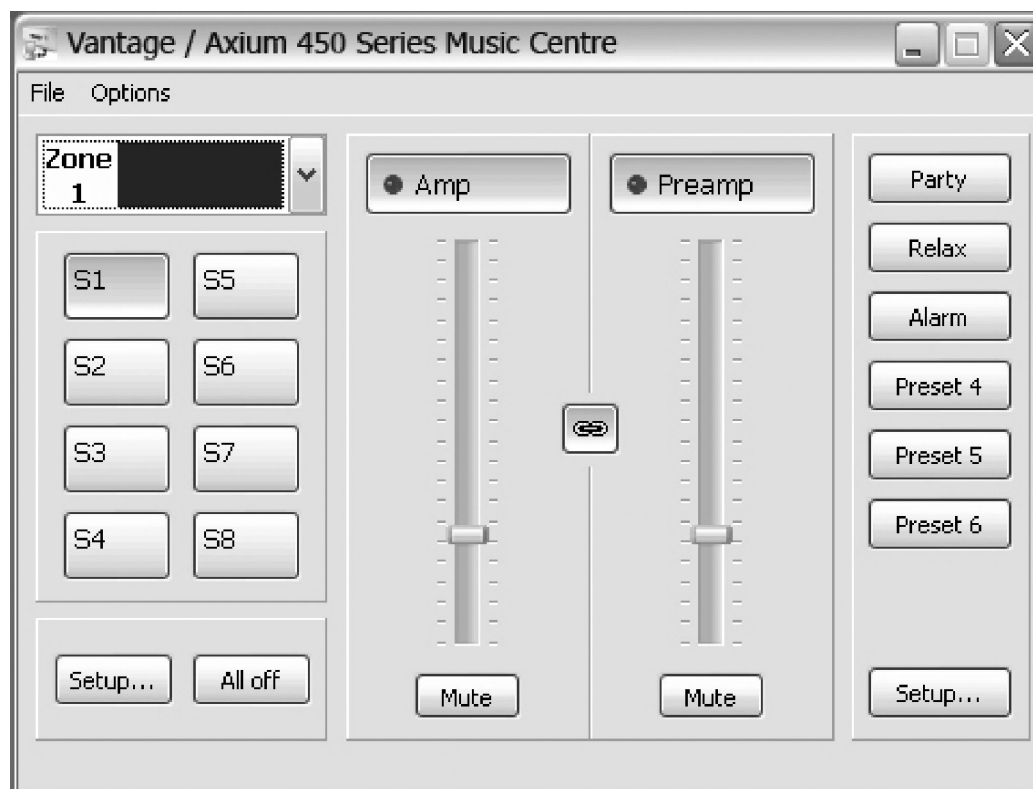 Vantage / Axium 450 Series Music Centre
File Options
Zone
1
S1 S5
S2 S6
S3 S7
S4 S8
Setup... All off
Amp
Mute
Preamp
Mute
Party
Relax
Alarm
Preset 4
Preset 5
Preset 6
Setup...